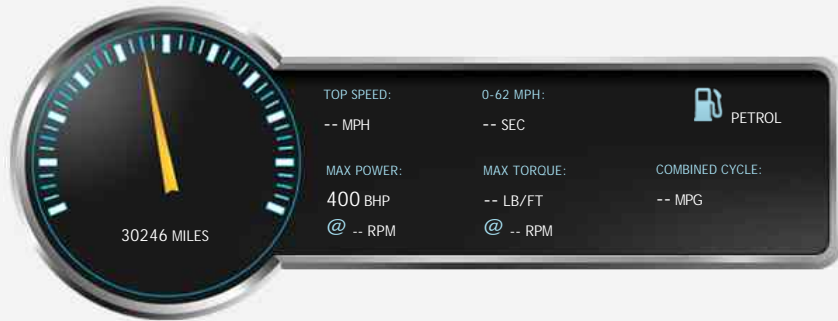 TOP SPEED:
-- MPH
0-62 MPH:
-- SEC
PETROL
MAX POWER:
400 BHP
@ -- RPM
MAX TORQUE:
-- LB/FT
@ -- RPM
COMBINED CYCLE:
-- MPG
30246 MILES